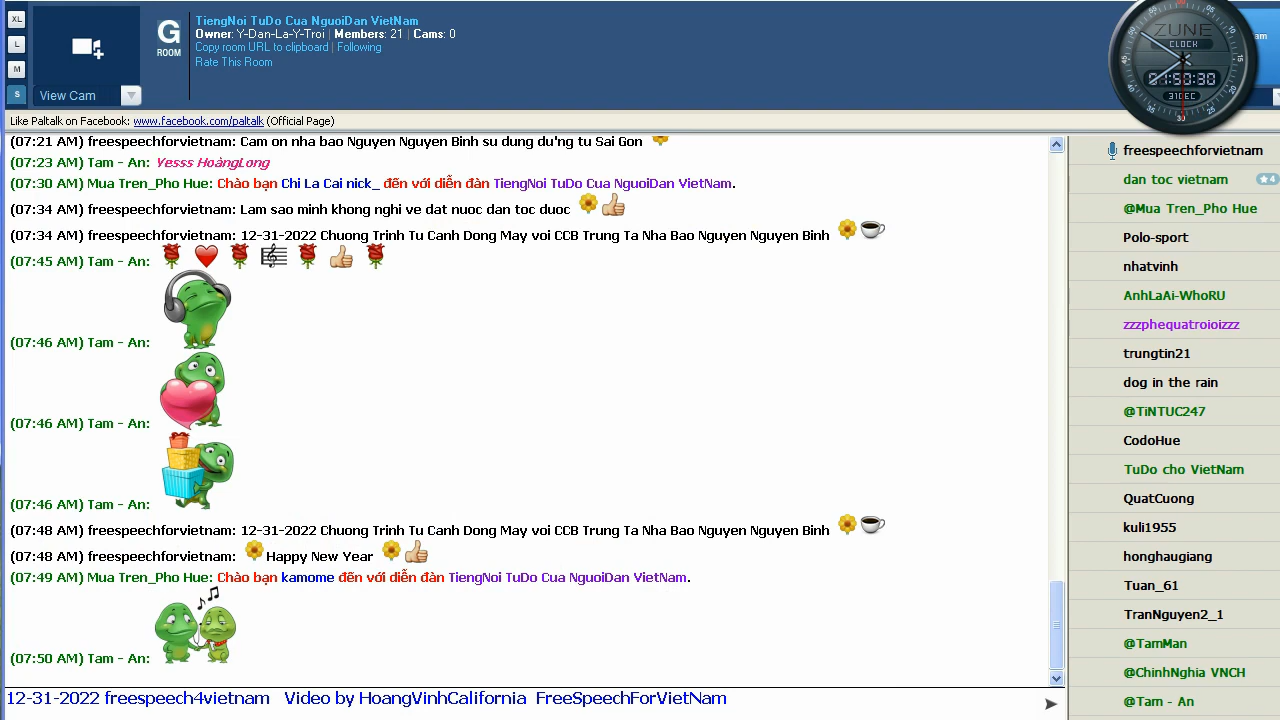 XL
L
M
S
View Cam
G
ROOM
TiengNoi TuDo Cua NguoiDan VietNam
Owner: Y-Dan-La-Y-Troi | Members: 21 | Cams: 0
Copy room URL to clipboard | Following
Rate This Room
ZUNE
CLOCK
01:50:30
31DEC
Like Paltalk on Facebook: www.facebook.com/paltalk (Official Page)
(07:21 AM) freespeechforvietnam: Cam on nha bao Nguyen Nguyen Binh su dung du'ng tu Sai Gon
(07:23 AM) Tam - An: Yesss HoàngLong
(07:30 AM) Mua Tren_Pho Hue: Chào bạn Chi La Cai nick_ đến với diễn đàn TiengNoi TuDo Cua NguoiDan VietNam.
(07:34 AM) freespeechforvietnam: Lam sao minh khong nghi ve dat nuoc dan toc duoc
(07:34 AM) freespeechforvietnam: 12-31-2022 Chuong Trinh Tu Canh Dong May voi CCB Trung Ta Nha Bao Nguyen Nguyen Binh
(07:45 AM) Tam - An:
(07:46 AM) Tam - An:
(07:46 AM) Tam - An:
(07:46 AM) Tam - An:
(07:48 AM) freespeechforvietnam: 12-31-2022 Chuong Trinh Tu Canh Dong May voi CCB Trung Ta Nha Bao Nguyen Nguyen Binh
(07:48 AM) freespeechforvietnam: Happy New Year
(07:49 AM) Mua Tren_Pho Hue: Chào bạn kamome đến với diễn đàn TiengNoi TuDo Cua NguoiDan VietNam.
(07:50 AM) Tam - An:
12-31-2022 freespeech4vietnam Video by HoangVinhCalifornia FreeSpeechForVietNam
freespeechforvietnam
dan toc vietnam
4
@Mua Tren_Pho Hue
Polo-sport
nhatvinh
AnhLaAi-WhoRU
zzzphequatroioizzz
trungtin21
dog in the rain
@TiNTUC247
CodoHue
TuDo cho VietNam
QuatCuong
kuli1955
honghaugiang
Tuan_61
TranNguyen2_1
@TamMan
@ChinhNghia VNCH
@Tam - An